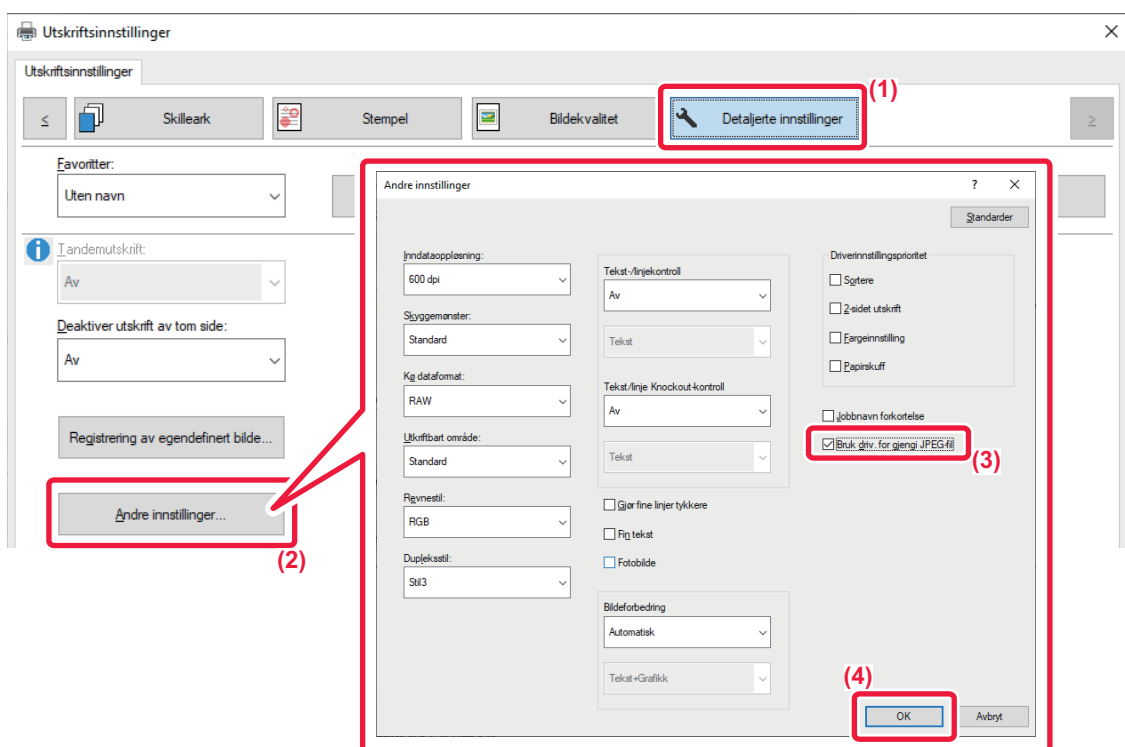 Utskriftsinnstillinger
Utskriftsinnstillinger
(1)
<
Skilleark
Stempel
Bildekvalitet
Detaljerte innstillinger
>
Favoritter:
Uten navn
Tandemutskrift:
Av
Deaktiver utskrift av tom side:
Av
Registrering av egendefinert bilde...
Andre innstillinger...
(2)
Andre innstillinger
?
Standarder
Inndataoppløsning:
600 dpi
Skyggemønster:
Standard
Kø dataformat:
RAW
Utkriftbart område:
Standard
Revnestil:
RGB
Dupleksstil:
Stil3
Tekst-/linjekontroll
Av
Tekst
Tekst/linje Knockout-kontroll
Av
Tekst
Gjør fine linjer tykkere
Fin tekst
Fotobilde
Bildeforbedring
Automatisk
Tekst+Grafikk
Driverinnstillingsprioritet
Sortere
2-sidet utskrift
Fargeinnstilling
Papirskuff
Jobbnavn forkortelse
Bruk driv. for gjengi JPEG-fil
(3)
(4)
OK
Avbryt